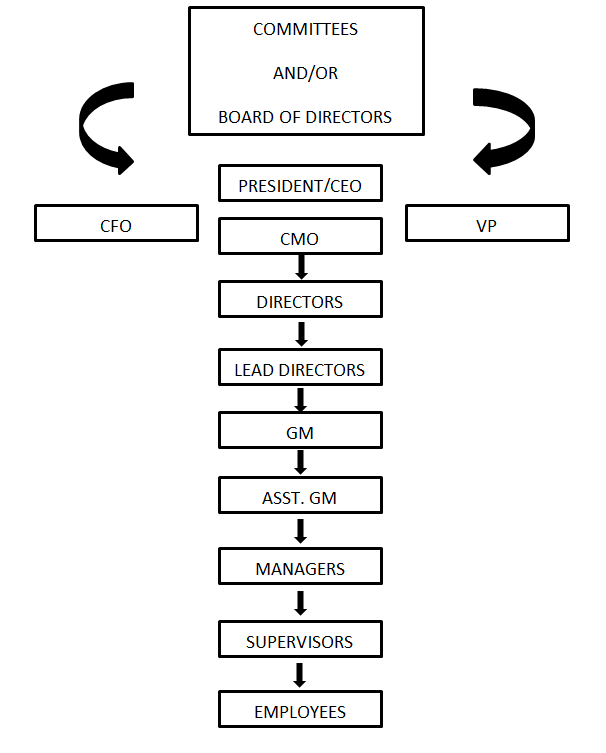 COMMITTEES
AND/OR
BOARD OF DIRECTORS
PRESIDENT/CEO
CFO
CMO
VP
DIRECTORS
LEAD DIRECTORS
GM
ASST. GM
MANAGERS
SUPERVISORS
EMPLOYEES